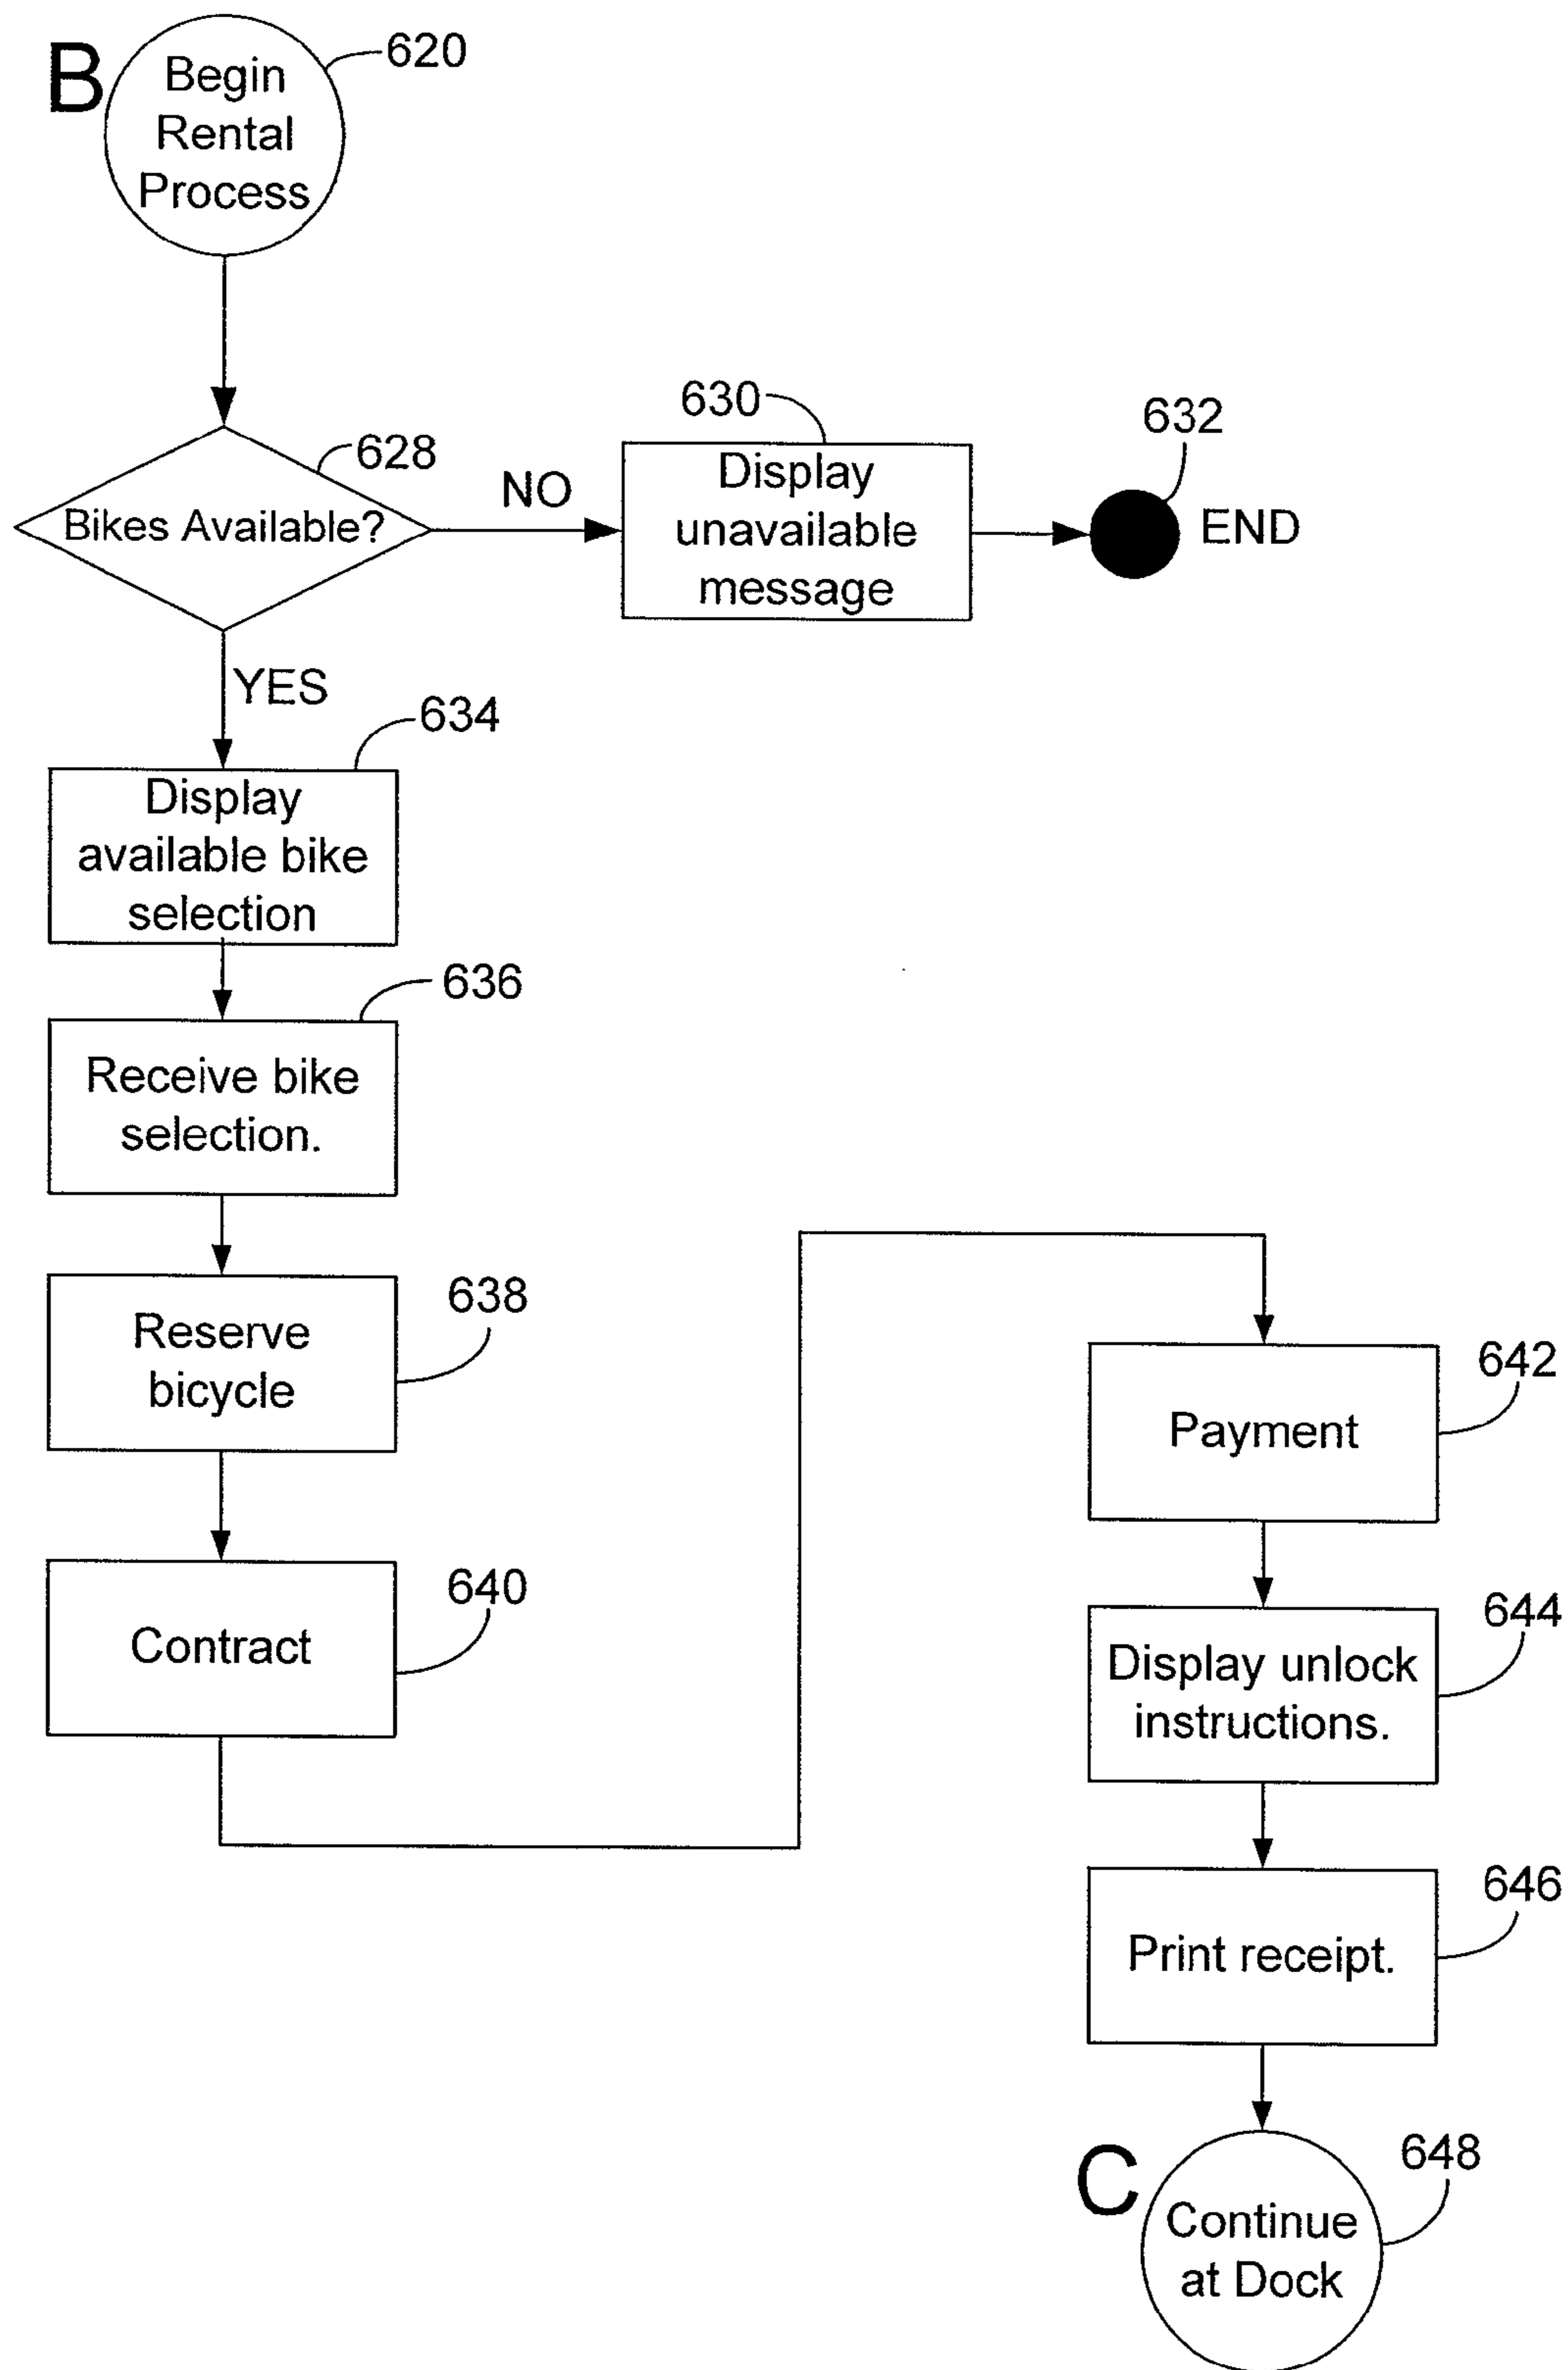 B
Begin
Rental
Process
620
Bikes Available?
628
NO
630
Display
unavailable
message
632
END
YES
634
Display
available bike
selection
636
Receive bike
selection.
638
Reserve
bicycle
640
Contract
642
Payment
644
Display unlock
instructions.
646
Print receipt.
C
648
Continue
at Dock